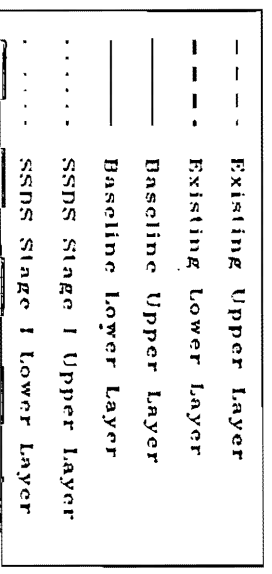 Existing Upper Layer
Existing Lower Layer
Baseline Upper Layer
Baseline Lower Layer
SSDS Stage I Upper Layer
SSDS Stage I Lower Layer